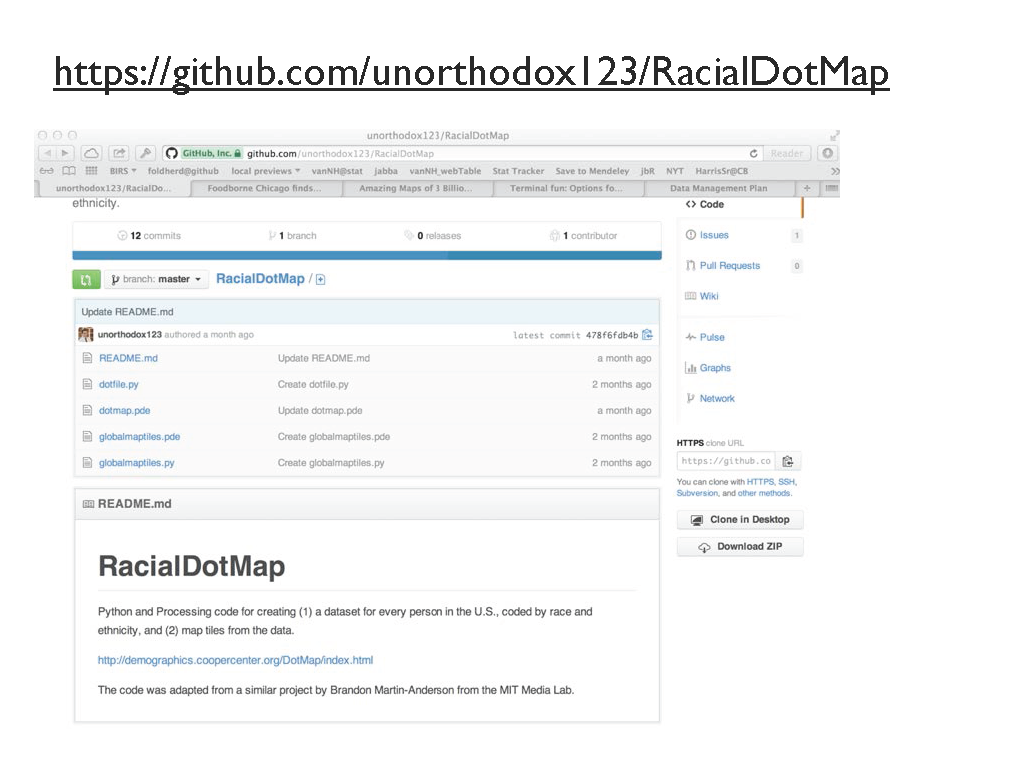 https://github.com/unorthodox123/RacialDotMap
unorthodox123/RacialDotMap
GitHub, Inc. github.com/unorthodox123/RacialDotMap Reader
BIRS foldherd@github local previews vanNH@stat jabba vanNH_webTable Stat Tracker Save to Mendeley jbR NYT HarrisSr@CB
unorthodox123/RacialDo... Foodborne Chicago finds... Amazing Maps of 3 Billio... Terminal fun: Options fo... Data Management Plan
ethnicity.
12 commits 1 branch 0 releases 1 contributor
branch: master RacialDotMap /
Update README.md
unorthodox123 authored a month ago latest commit 478f6fdb4b
README.md Update README.md a month ago
dotfile.py Create dotfile.py 2 months ago
dotmap.pde Update dotmap.pde a month ago
globalmaptiles.pde Create globalmaptiles.pde 2 months ago
globalmaptiles.py Create globalmaptiles.py 2 months ago
README.md
RacialDotMap
Python and Processing code for creating (1) a dataset for every person in the U.S., coded by race and
ethnicity, and (2) map tiles from the data.
http://demographics.coopercenter.org/DotMap/index.html
The code was adapted from a similar project by Brandon Martin-Anderson from the MIT Media Lab.
<> Code
Issues 1
Pull Requests 0
Wiki
Pulse
Graphs
Network
HTTPS clone URL
https://github.co
You can clone with HTTPS, SSH,
Subversion, and other methods.
Clone in Desktop
Download ZIP